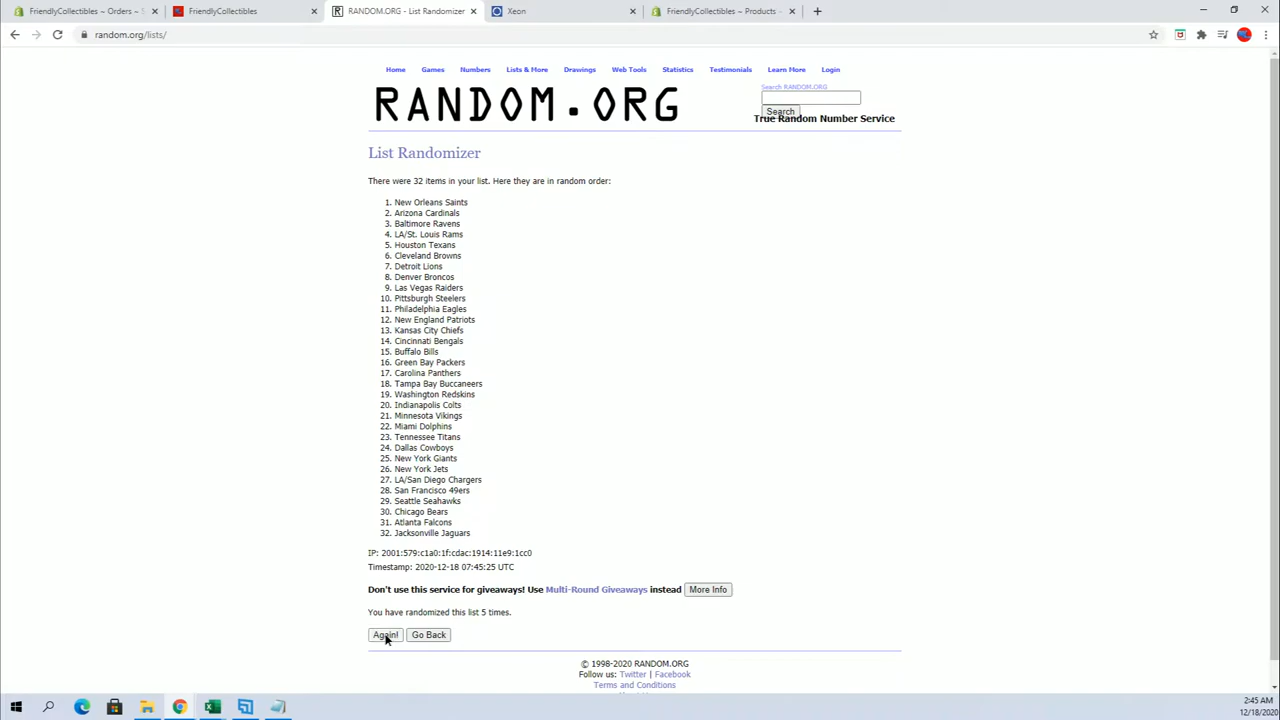 FriendlyCollectibles ~ Orders ~ S
FriendlyCollectibles
RANDOM.ORG - List Randomizer
Xeon
FriendlyCollectibles ~ Products ~
random.org/lists/
Home Games Numbers Lists & More Drawings Web Tools Statistics Testimonials Learn More Login
Search RANDOM.ORG
RANDOM.ORG
Search
True Random Number Service
List Randomizer
There were 32 items in your list. Here they are in random order:
1. New Orleans Saints
2. Arizona Cardinals
3. Baltimore Ravens
4. LA/St. Louis Rams
5. Houston Texans
6. Cleveland Browns
7. Detroit Lions
8. Denver Broncos
9. Las Vegas Raiders
10. Pittsburgh Steelers
11. Philadelphia Eagles
12. New England Patriots
13. Kansas City Chiefs
14. Cincinnati Bengals
15. Buffalo Bills
16. Green Bay Packers
17. Carolina Panthers
18. Tampa Bay Buccaneers
19. Washington Redskins
20. Indianapolis Colts
21. Minnesota Vikings
22. Miami Dolphins
23. Tennessee Titans
24. Dallas Cowboys
25. New York Giants
26. New York Jets
27. LA/San Diego Chargers
28. San Francisco 49ers
29. Seattle Seahawks
30. Chicago Bears
31. Atlanta Falcons
32. Jacksonville Jaguars
IP: 2001:579:c1a0:1f:cdac:1914:11e9:1cc0
Timestamp: 2020-12-18 07:45:25 UTC
Don't use this service for giveaways! Use Multi-Round Giveaways instead More Info
You have randomized this list 5 times.
Again! Go Back
© 1998-2020 RANDOM.ORG
Follow us: Twitter | Facebook
Terms and Conditions
2:45 AM
12/18/2020